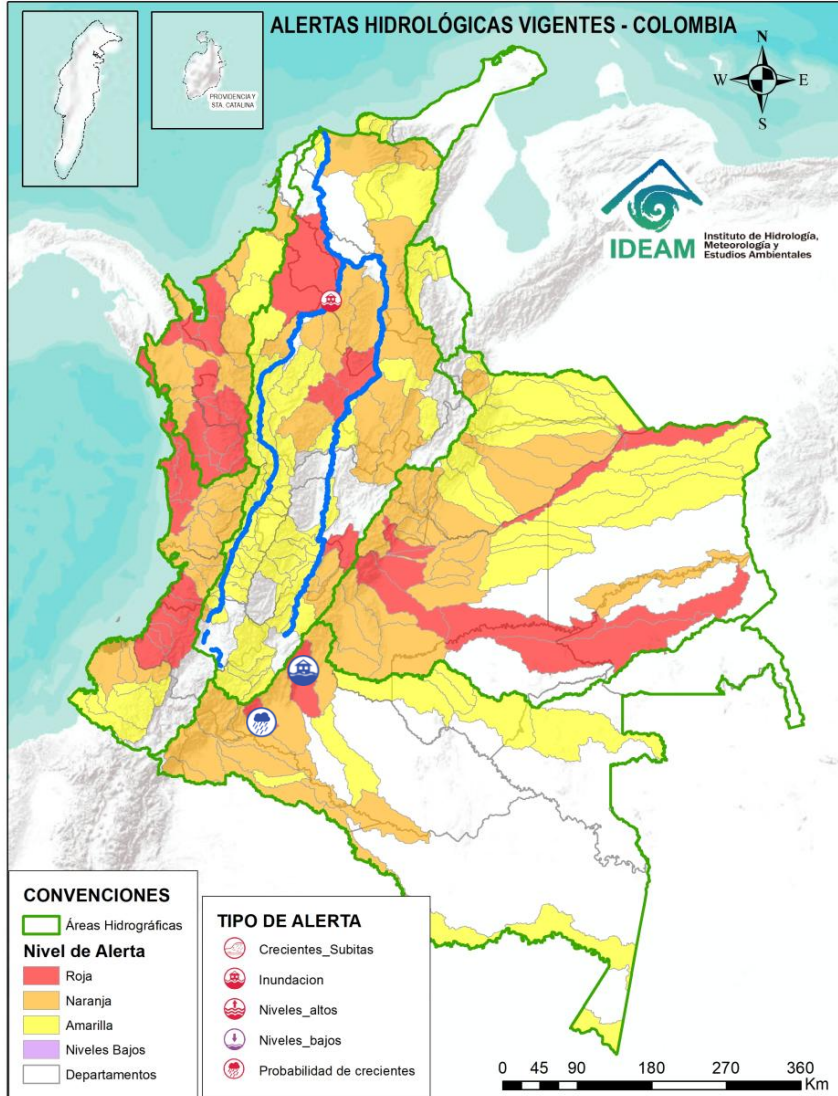 ALERTAS HIDROLÓGICAS VIGENTES - COLOMBIA
PROVIDENCIA Y
STA. CATALINA
N
W
E
S
IDEAM
Instituto de Hidrología,
Meteorología y
Estudios Ambientales
CONVENCIONES
Áreas Hidrográficas
Nivel de Alerta
Roja
Naranja
Amarilla
Niveles Bajos
Departamentos
TIPO DE ALERTA
Crecientes_Subitas
Inundacion
Niveles_altos
Niveles_bajos
Probabilidad de crecientes
0 45 90 180 270 360
Km